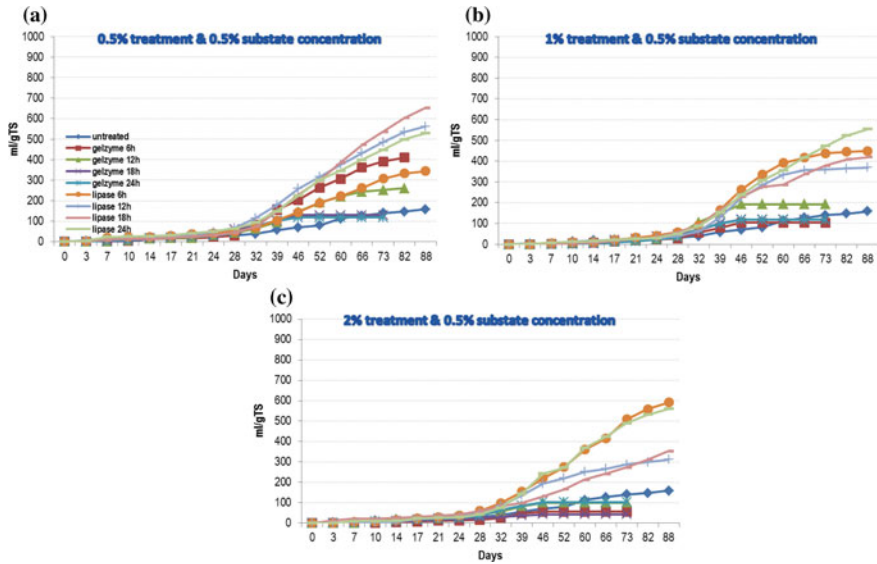 (a)
0.5% treatment & 0.5% substate concentration
1000
900
800
700
600
500
400
300
200
100
0
ml/gTS
untreated
gelzyme 6h
gelzyme 12h
gelzyme 18h
gelzyme 24h
lipase 6h
lipase 12h
lipase 18h
lipase 24h
0 3 7 10 14 17 21 24 28 32 39 46 52 60 66 73 82 88
Days
(b)
1% treatment & 0.5% substate concentration
1000
900
800
700
600
500
400
300
200
100
0
ml/gTS
0 3 7 10 14 17 21 24 28 32 39 46 52 60 66 73 82 88
Days
(c)
2% treatment & 0.5% substate concentration
1000
900
800
700
600
500
400
300
200
100
0
ml/gTS
0 3 7 10 14 17 21 24 28 32 39 46 52 60 66 73 82 88
Days